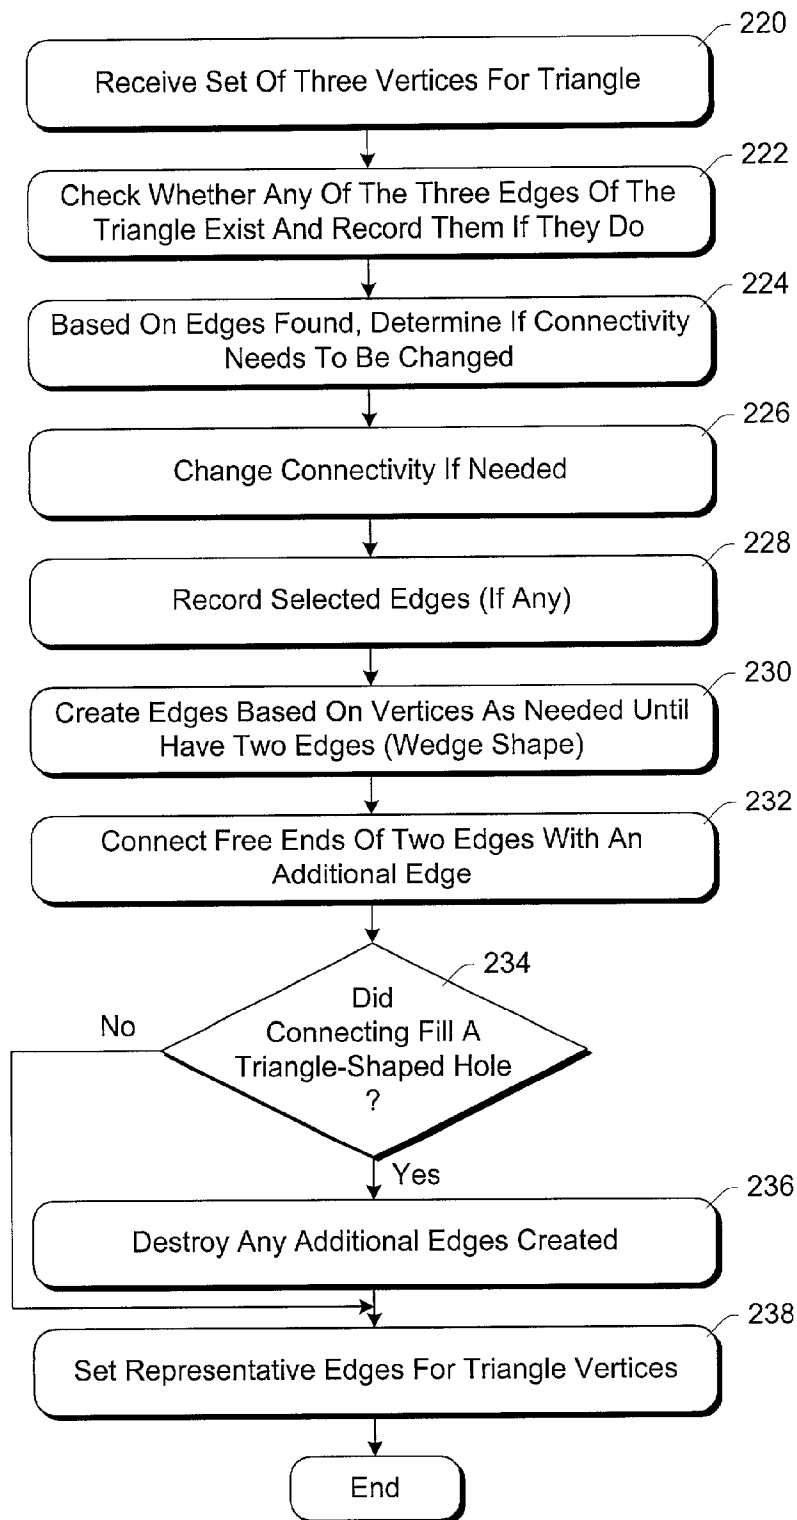 220
Receive Set Of Three Vertices For Triangle
222
Check Whether Any Of The Three Edges Of The
Triangle Exist And Record Them If They Do
224
Based On Edges Found, Determine If Connectivity
Needs To Be Changed
226
Change Connectivity If Needed
228
Record Selected Edges (If Any)
230
Create Edges Based On Vertices As Needed Until
Have Two Edges (Wedge Shape)
232
Connect Free Ends Of Two Edges With An
Additional Edge
234
Did
Connecting Fill A
Triangle-Shaped Hole
?
No
Yes
236
Destroy Any Additional Edges Created
238
Set Representative Edges For Triangle Vertices
End